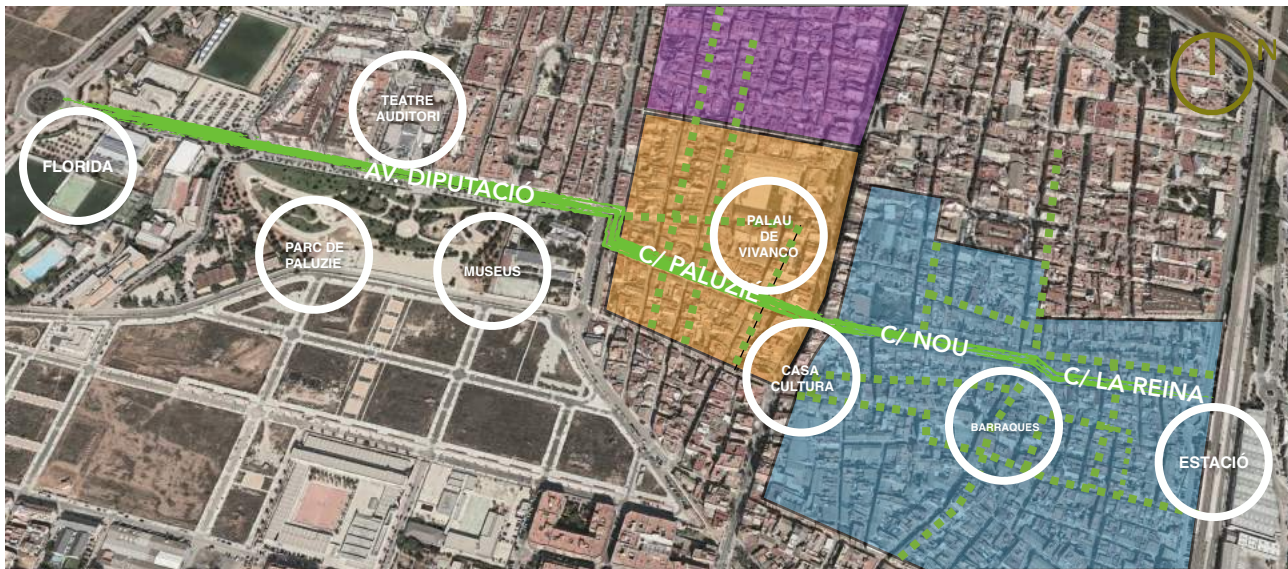 N
TEATRE
AUDITORI
FLORIDA
AV. DIPUTACIÓ
PARC DE
PALUZIE
MUSEUS
PALAU
DE
VIVANCO
C/ PALUZIE
C/ NOU
CASA
CULTURA
C/ LA REINA
BARRAQUES
ESTACIÓ